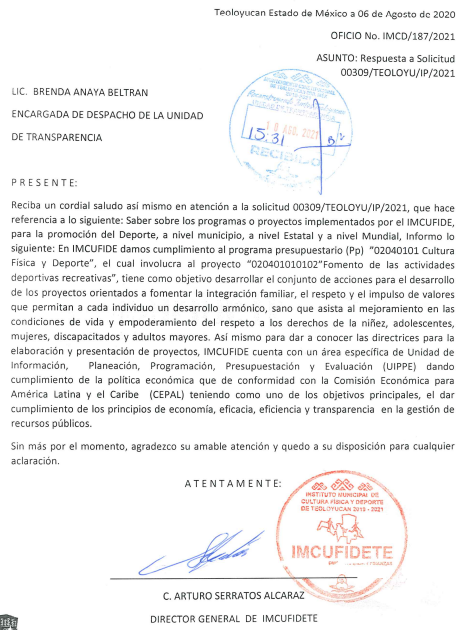 Teoloyucan Estado de México a 06 de Agosto de 2020
OFICIO No. IMCD/187/2021
ASUNTO: Respuesta a Solicitud
00309/TEOLOYU/IP/2021
LIC. BRENDA ANAYA BELTRAN
ENCARGADA DE DESPACHO DE LA UNIDAD
DE TRANSPARENCIA
10 AGO. 2021
15:31
RECIBIDO
P R E S E N T E:
Reciba un cordial saludo así mismo en atención a la solicitud 00309/TEOLOYU/IP/2021, que hace
referencia a lo siguiente: Saber sobre los programas o proyectos implementados por el IMCUFIDE,
para la promoción del Deporte, a nivel municipio, a nivel Estatal y a nivel Mundial, Informo lo
siguiente: En IMCUFIDE damos cumplimiento al programa presupuestario (Pp) “02040101 Cultura
Física y Deporte”, el cual involucra al proyecto “020401010102”Fomento de las actividades
deportivas recreativas”, tiene como objetivo desarrollar el conjunto de acciones para el desarrollo
de los proyectos orientados a fomentar la integración familiar, el respeto y el impulso de valores
que permitan a cada individuo un desarrollo armónico, sano que asista al mejoramiento en las
condiciones de vida y empoderamiento del respeto a los derechos de la niñez, adolescentes,
mujeres, discapacitados y adultos mayores. Así mismo para dar a conocer las directrices para la
elaboración y presentación de proyectos, IMCUFIDE cuenta con un área específica de Unidad de
Información, Planeación, Programación, Presupuestación y Evaluación (UIPPE) dando
cumplimiento de la política económica que de conformidad con la Comisión Económica para
América Latina y el Caribe (CEPAL) teniendo como uno de los objetivos principales, el dar
cumplimiento de los principios de economía, eficacia, eficiencia y transparencia en la gestión de
recursos públicos.
Sin más por el momento, agradezco su amable atención y quedo a su disposición para cualquier
aclaración.
A T E N T A M E N T E:
INSTITUTO MUNICIPAL DE
CULTURA FÍSICA Y DEPORTE
DE TEOLOYUCAN 2019 - 2021
IMCUFIDETE
C. ARTURO SERRATOS ALCARAZ
DIRECTOR GENERAL DE IMCUFIDETE